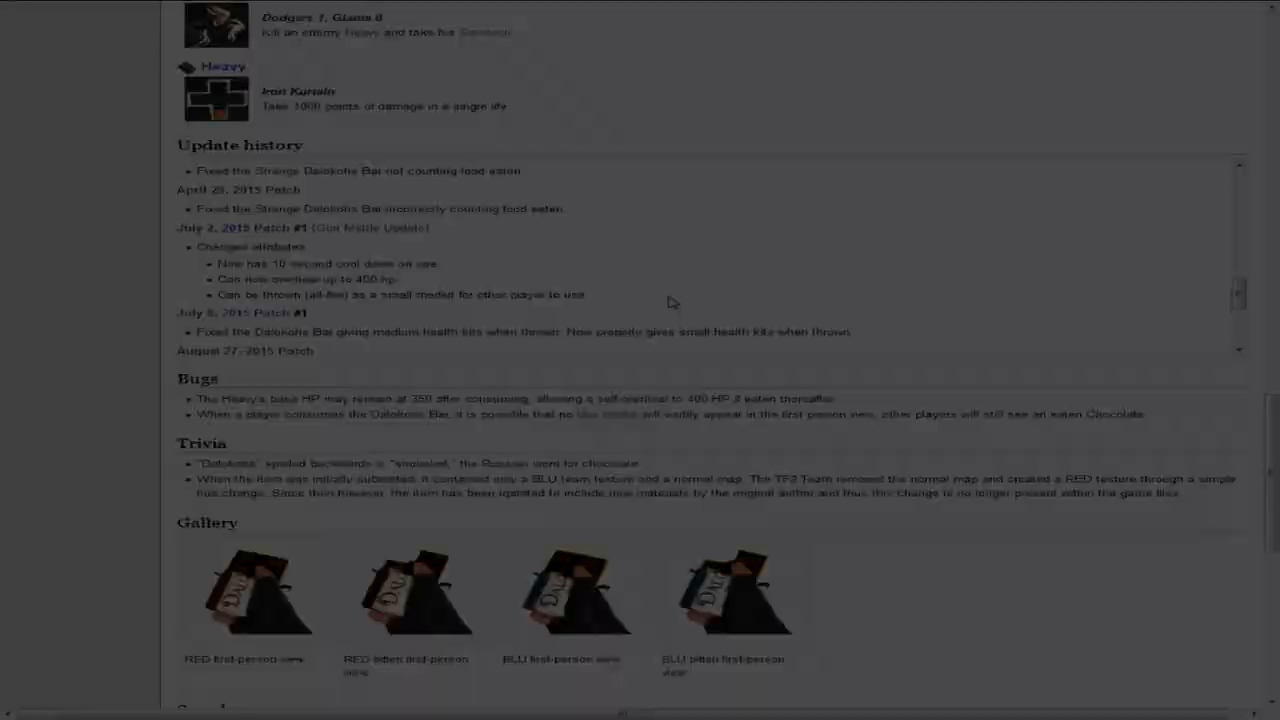 Dodgers 1, Giants 0
Kill an enemy Heavy and take his Sandvich.
Heavy
Iron Kurtain
Take 1000 points of damage in a single life.
Update history
Fixed the Strange Dalokohs Bar not counting food eaten.
April 25, 2015 Patch
Fixed the Strange Dalokohs Bar incorrectly counting food eaten.
July 2, 2015 Patch #1 (Gun Mettle Update)
Changed attributes:
Now has 10 second cool down on use.
Can now overheal up to 400 hp.
Can be thrown (alt-fire) as a small medkit for other player to use.
July 8, 2015 Patch #1
Fixed the Dalokohs Bar giving medium health kits when thrown. Now properly gives small health kits when thrown.
August 27, 2015 Patch
Bugs
The Heavy's base HP may remain at 350 after consuming, allowing a self-overheal to 400 HP if eaten thereafter.
When a player consumes the Dalokohs Bar, it is possible that no bite marks will visibly appear in the first person view; other players will still see an eaten Chocolate.
Trivia
"Dalokohs" spelled backwards is "shokolad," the Russian word for chocolate.
When the item was initially submitted, it contained only a BLU team texture and a normal map. The TF2 Team removed the normal map and created a RED texture through a simple
hue change. Since then however, the item has been updated to include new materials by the original author and thus this change is no longer present within the game files.
Gallery
RED first-person view.
RED bitten first-person
view.
BLU first-person view.
BLU bitten first-person
view.